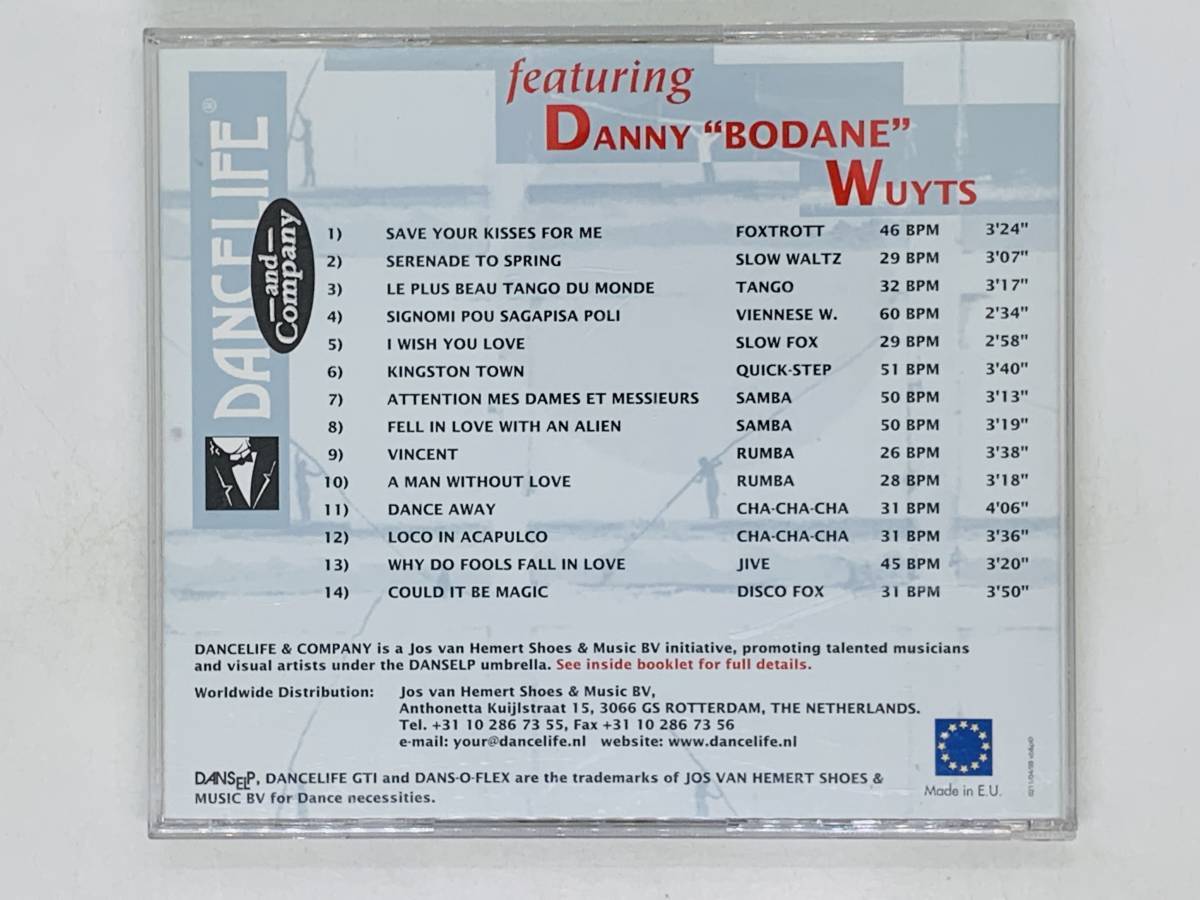 featuring
DANNY “BODANE”
WUYTS
DANCELIFE®
and
Company
1) SAVE YOUR KISSES FOR ME FOXTROTT 46 BPM 3'24"
2) SERENADE TO SPRING SLOW WALTZ 29 BPM 3'07"
3) LE PLUS BEAU TANGO DU MONDE TANGO 32 BPM 3'17"
4) SIGNOMI POU SAGAPISA POLI VIENNESE W. 60 BPM 2'34"
5) I WISH YOU LOVE SLOW FOX 29 BPM 2'58"
6) KINGSTON TOWN QUICK-STEP 51 BPM 3'40"
7) ATTENTION MES DAMES ET MESSIEURS SAMBA 50 BPM 3'13"
8) FELL IN LOVE WITH AN ALIEN SAMBA 50 BPM 3'19"
9) VINCENT RUMBA 26 BPM 3'38"
10) A MAN WITHOUT LOVE RUMBA 28 BPM 3'18"
11) DANCE AWAY CHA-CHA-CHA 31 BPM 4'06"
12) LOCO IN ACAPULCO CHA-CHA-CHA 31 BPM 3'36"
13) WHY DO FOOLS FALL IN LOVE JIVE 45 BPM 3'20"
14) COULD IT BE MAGIC DISCO FOX 31 BPM 3'50"
DANCELIFE & COMPANY is a Jos van Hemert Shoes & Music BV initiative, promoting talented musicians
and visual artists under the DANSELP umbrella. See inside booklet for full details.
Worldwide Distribution: Jos van Hemert Shoes & Music BV,
Anthonetta Kuijlstraat 15, 3066 GS ROTTERDAM, THE NETHERLANDS.
Tel. +31 10 286 73 55, Fax +31 10 286 73 56
e-mail: your@dancelife.nl website: www.dancelife.nl
DANSELP, DANCELIFE GTI and DANS-O-FLEX are the trademarks of JOS VAN HEMERT SHOES &
MUSIC BV for Dance necessities.
Made in E.U.